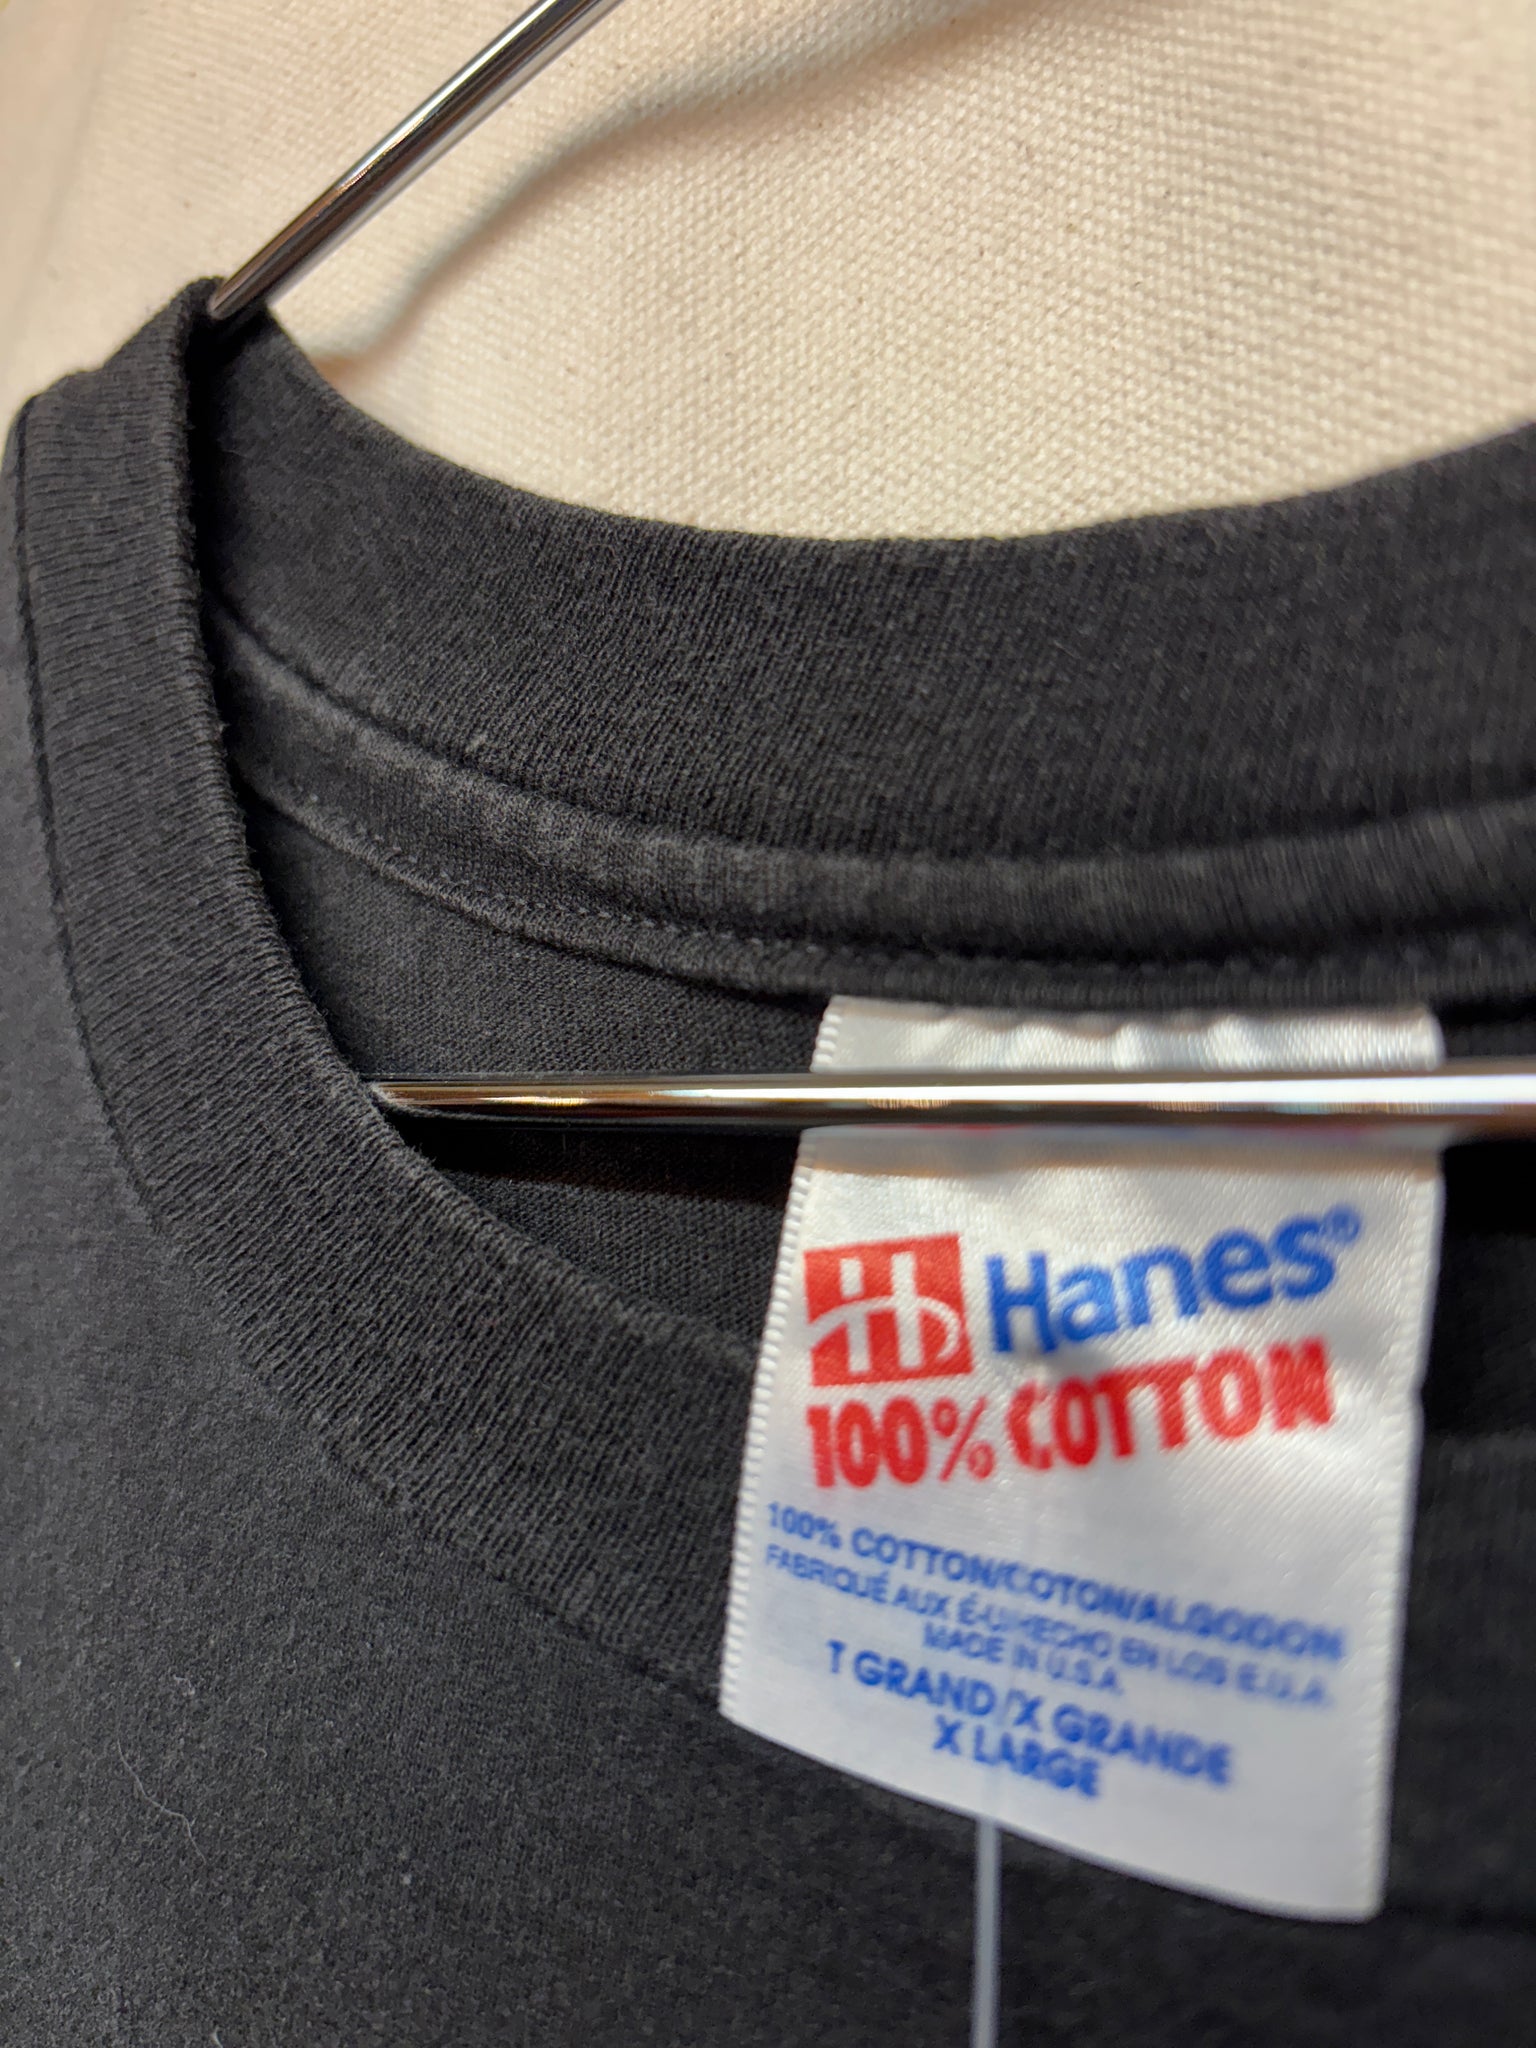 H Hanes®
100% COTTON
100% COTTON/COTON/ALGODON
FABRIQUÉ AUX É-U/HECHO EN LOS E.U.A.
MADE IN U.S.A.
T GRAND/X GRANDE
X LARGE